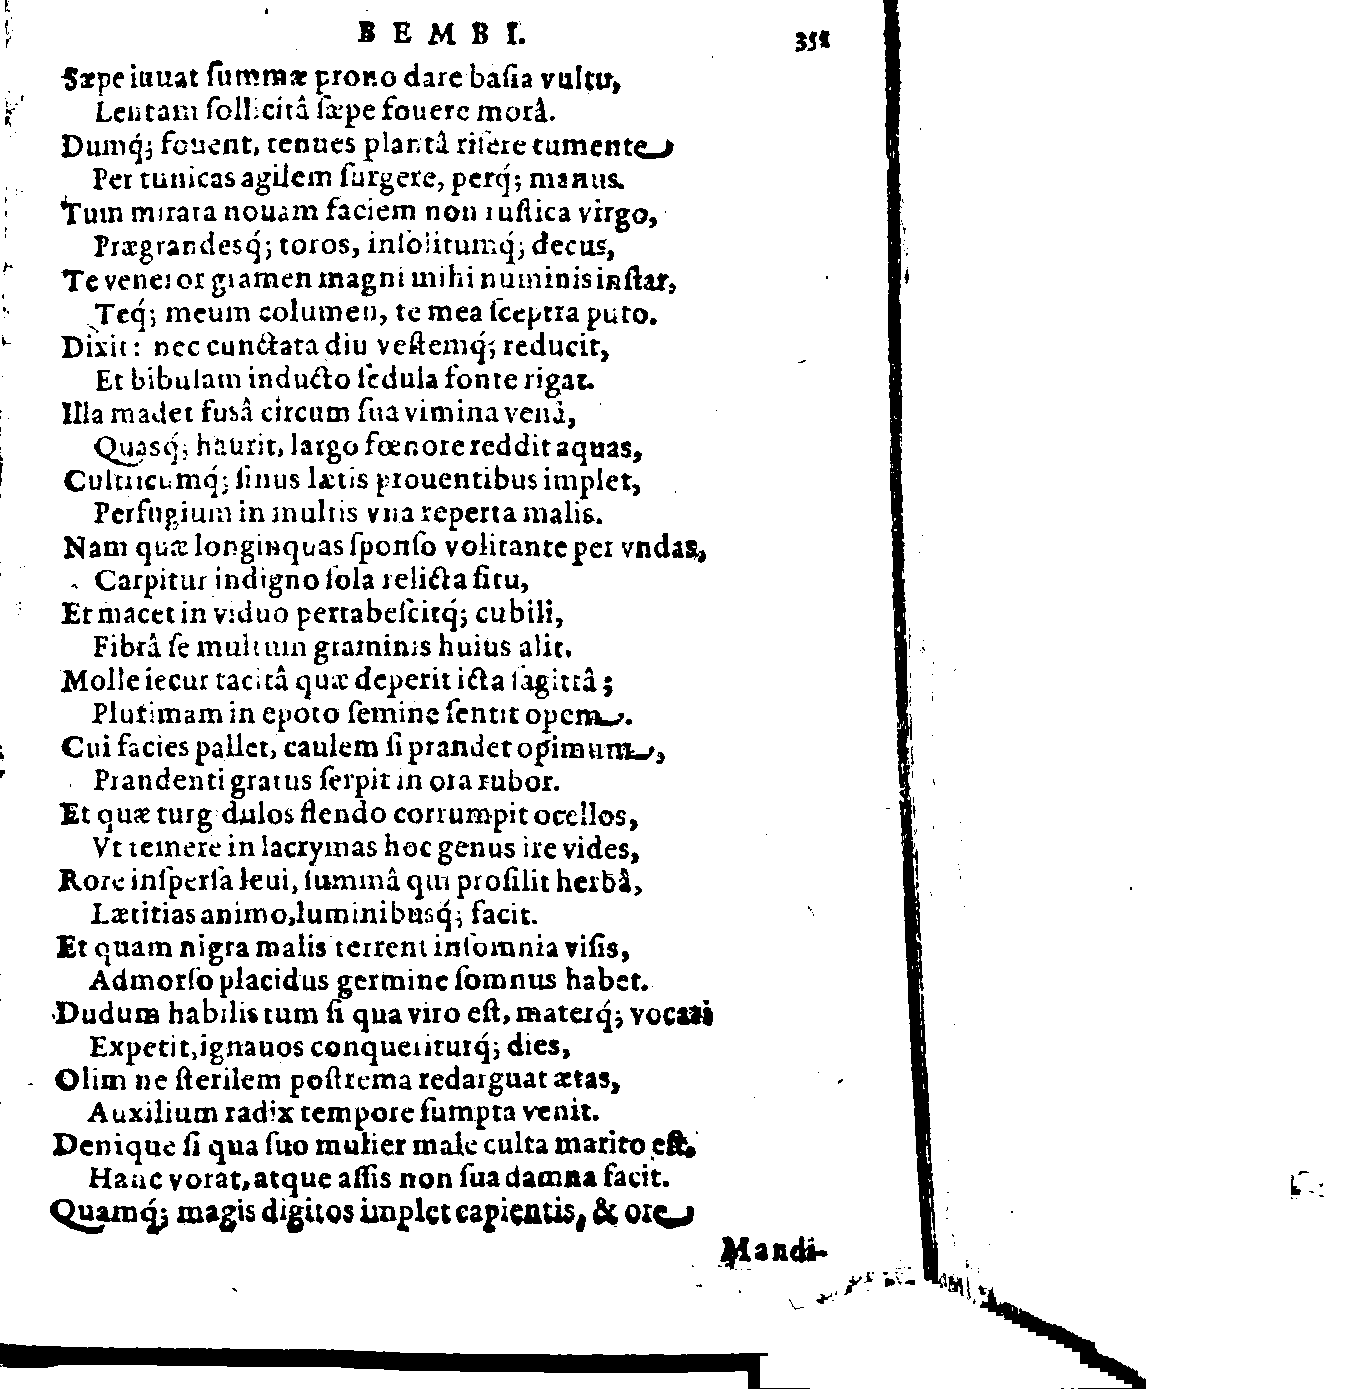 BEMBI. 351
Sæpe iuuat ſummæ prono dare baſia vultu,
Lentam ſollicitâ ſæpe fouere morâ.
Dumq́; fouent, tenues plantâ riſere tumente
Per tunicas agilem ſurgere, perq́; manus.
Tum mirata nouam faciem non ruſtica virgo,
Prægrandesq́; toros, inſolitumq́; decus,
Te veneror gramen magni mihi numinis inſtar,
Teq́; meum columen, te mea ſceptra puto.
Dixit: nec cunctata diu veſtemq́; reducit,
Et bibulam inducto ſedula fonte rigat.
Illa madet fusâ circum ſua vimina venâ,
Quasq́; haurit, largo fœnore reddit aquas,
Cultricumq́; ſinus lætis prouentibus implet,
Perfugium in multis vna reperta malis.
Nam quæ longinquas ſponſo volitante per vndas,
Carpitur indigno ſola relicta ſitu,
Et macet in viduo pertabeſcitq́; cubili,
Fibrâ ſe multum graminis huius alit.
Molle iecur tacitâ quæ deperit icta ſagittâ;
Plurimam in epoto ſemine ſentit opem.
Cui facies pallet, caulem ſi prandet opimum,
Prandenti gratus ſerpit in ora rubor.
Et quæ turgidulos flendo corrumpit ocellos,
Vt temere in lacrymas hoc genus ire vides,
Rore inſperſa leui, ſummâ qui proſilit herbâ,
Lætitias animo, luminibusq́; facit.
Et quam nigra malis terrent inſomnia viſis,
Admorſo placidus germine ſomnus habet.
Dudum habilis tum ſi qua viro eſt, materq́; vocari
Expetit, ignauos conqueriturq́; dies,
Olim ne ſterilem poſtrema redarguat ætas,
Auxilium radix tempore ſumpta venit.
Denique ſi qua ſuo mulier male culta marito eſt.
Hanc vorat, atque aſſis non ſua damna facit.
Quamq́; magis digitos implet capientis, & ore
Mandi-